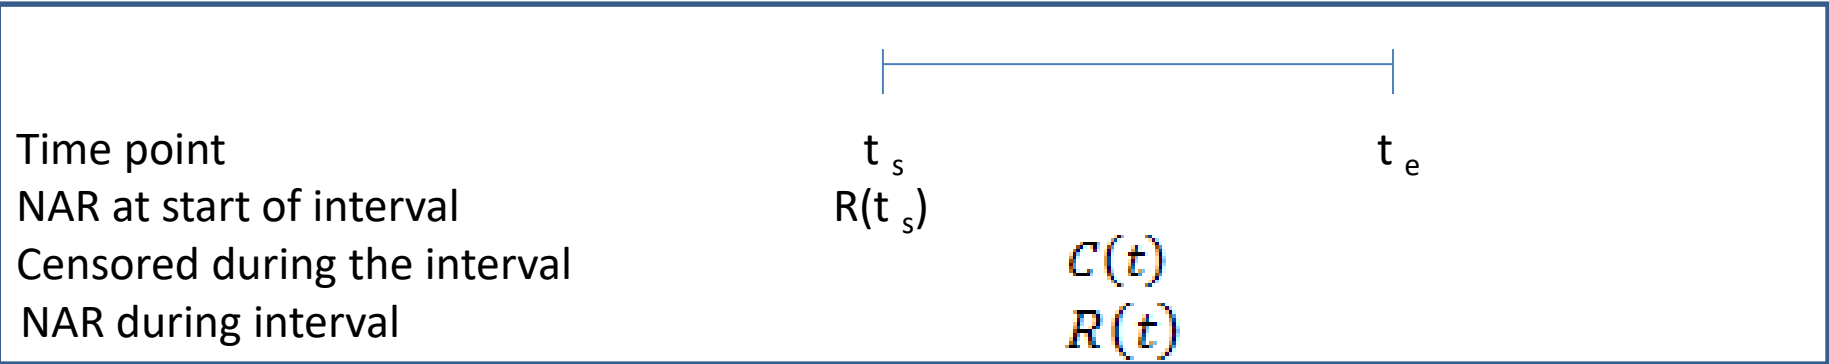 Time point t s t e
NAR at start of interval R(t s)
Censored during the interval C(t)
NAR during interval R(t)